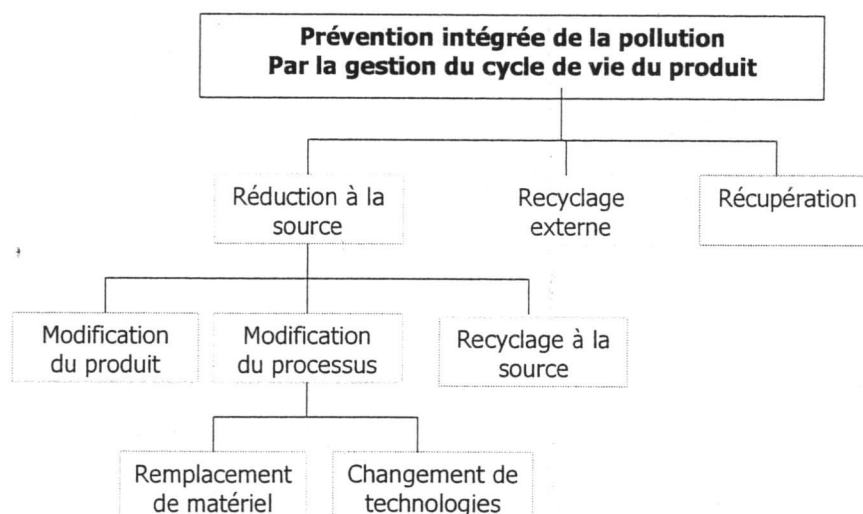 Prévention intégrée de la pollution
Par la gestion du cycle de vie du produit
Réduction à la
source
Recyclage
externe
Récupération
Modification
du produit
Modification
du processus
Recyclage à la
source
Remplacement
de matériel
Changement de
technologies